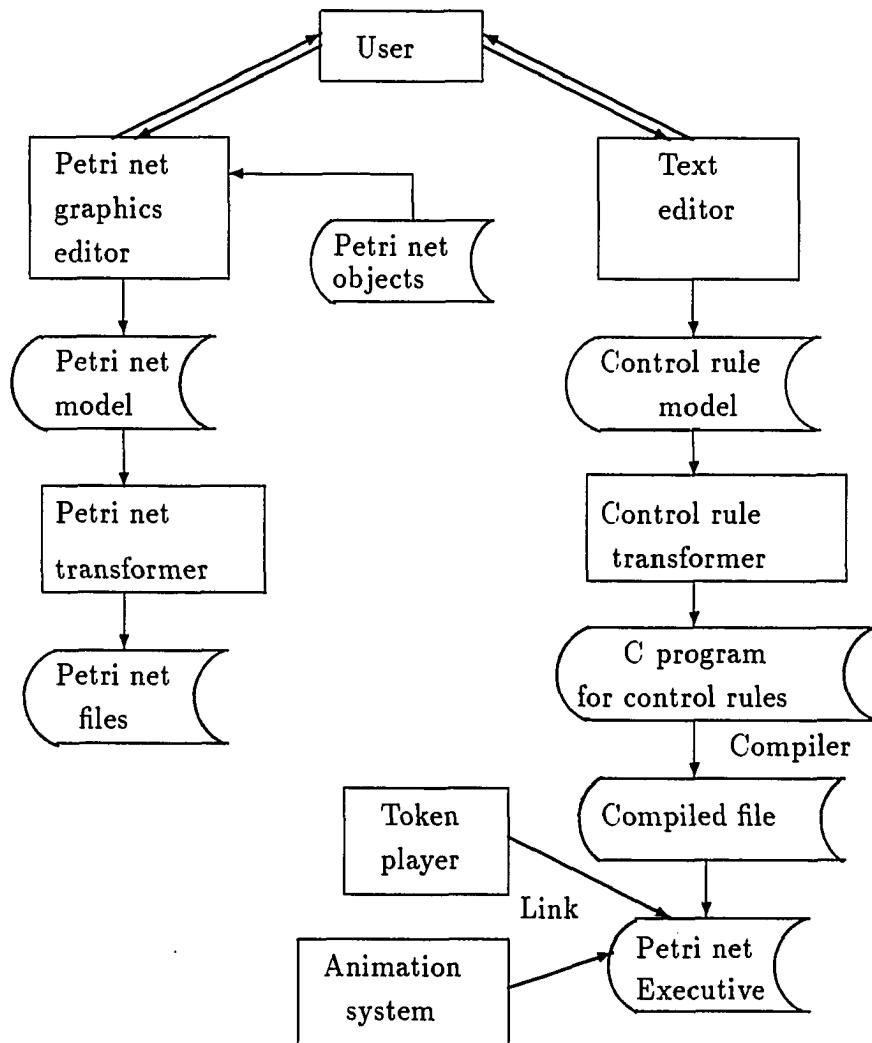 User
Petri net
graphics
editor
Text
editor
Petri net
objects
Petri net
model
Control rule
model
Petri net
transformer
Control rule
transformer
Petri net
files
C program
for control rules
Compiler
Token
player
Compiled file
Link
Animation
system
Petri net
Executive